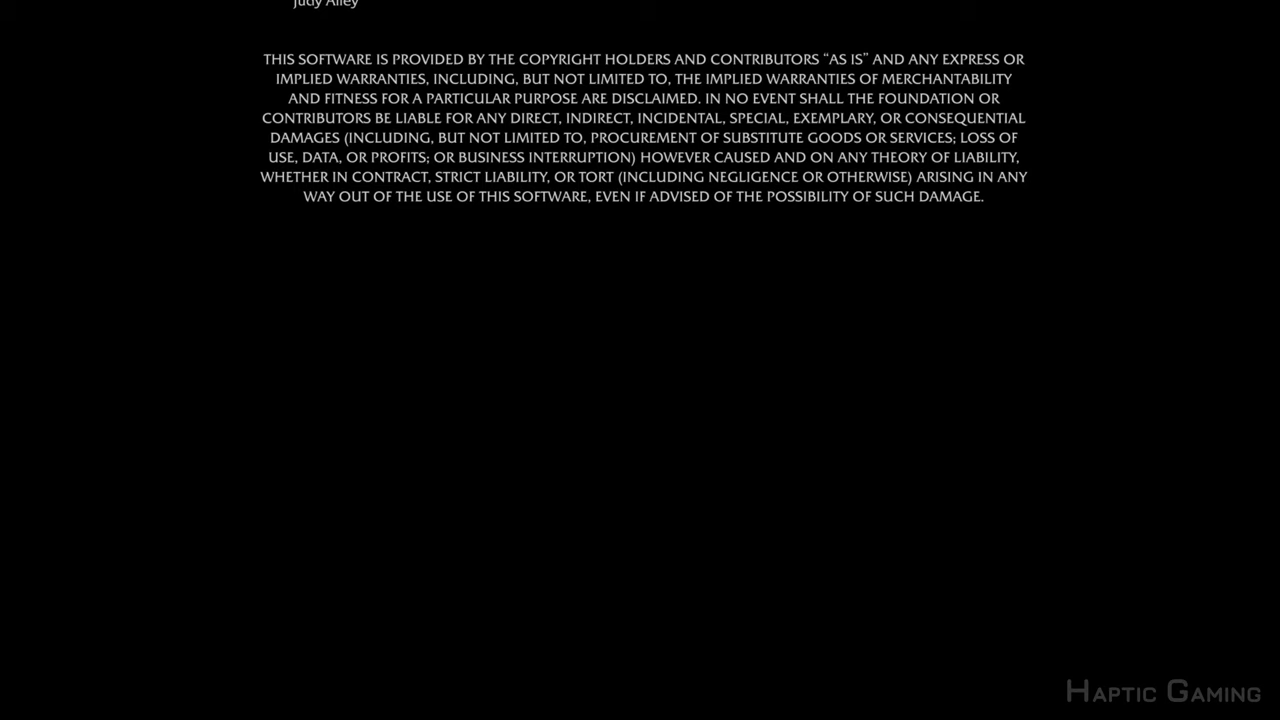 Judy Alley
THIS SOFTWARE IS PROVIDED BY THE COPYRIGHT HOLDERS AND CONTRIBUTORS “AS IS” AND ANY EXPRESS OR
IMPLIED WARRANTIES, INCLUDING, BUT NOT LIMITED TO, THE IMPLIED WARRANTIES OF MERCHANTABILITY
AND FITNESS FOR A PARTICULAR PURPOSE ARE DISCLAIMED. IN NO EVENT SHALL THE FOUNDATION OR
CONTRIBUTORS BE LIABLE FOR ANY DIRECT, INDIRECT, INCIDENTAL, SPECIAL, EXEMPLARY, OR CONSEQUENTIAL
DAMAGES (INCLUDING, BUT NOT LIMITED TO, PROCUREMENT OF SUBSTITUTE GOODS OR SERVICES; LOSS OF
USE, DATA, OR PROFITS; OR BUSINESS INTERRUPTION) HOWEVER CAUSED AND ON ANY THEORY OF LIABILITY,
WHETHER IN CONTRACT, STRICT LIABILITY, OR TORT (INCLUDING NEGLIGENCE OR OTHERWISE) ARISING IN ANY
WAY OUT OF THE USE OF THIS SOFTWARE, EVEN IF ADVISED OF THE POSSIBILITY OF SUCH DAMAGE.
HAPTIC GAMING